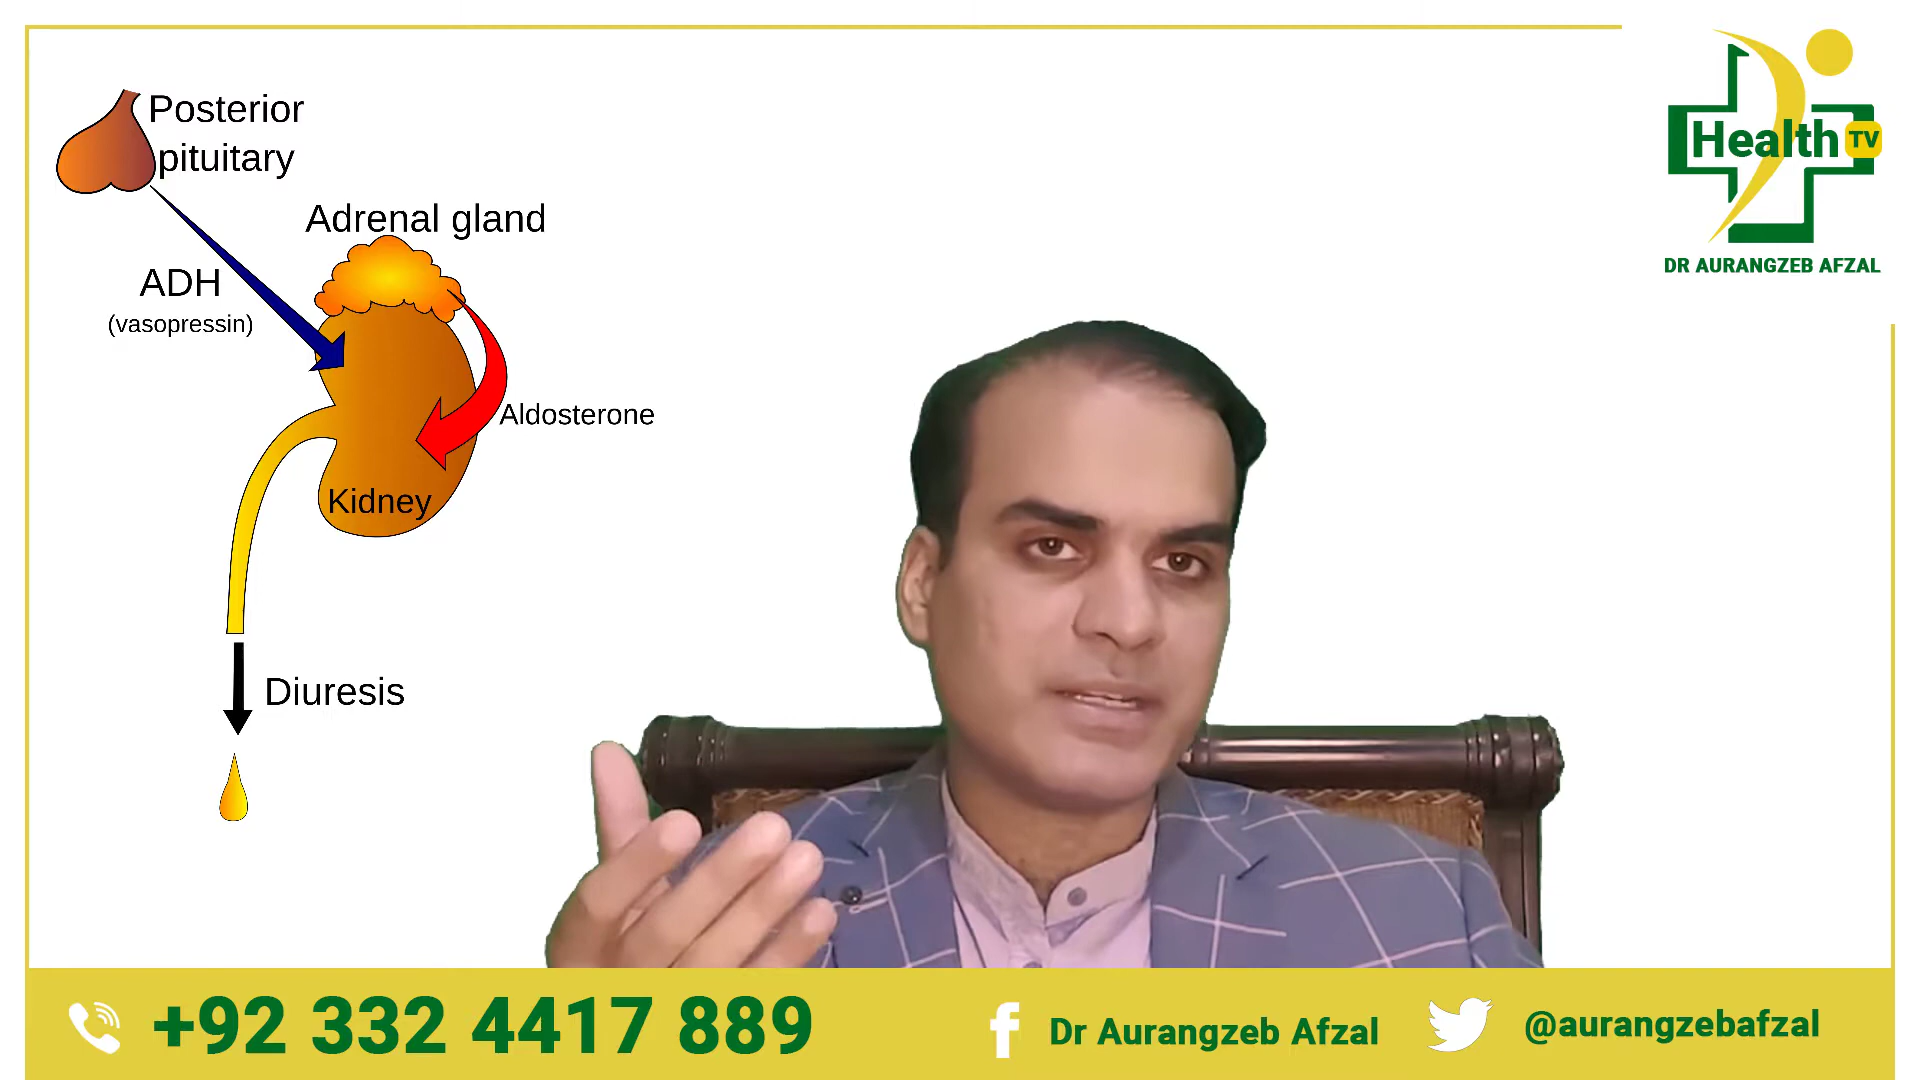 Posterior
pituitary
Adrenal gland
ADH
(vasopressin)
Aldosterone
Kidney
Diuresis
Health TV
DR AURANGZEB AFZAL
+92 332 4417 889
Dr Aurangzeb Afzal
@aurangzebafzal